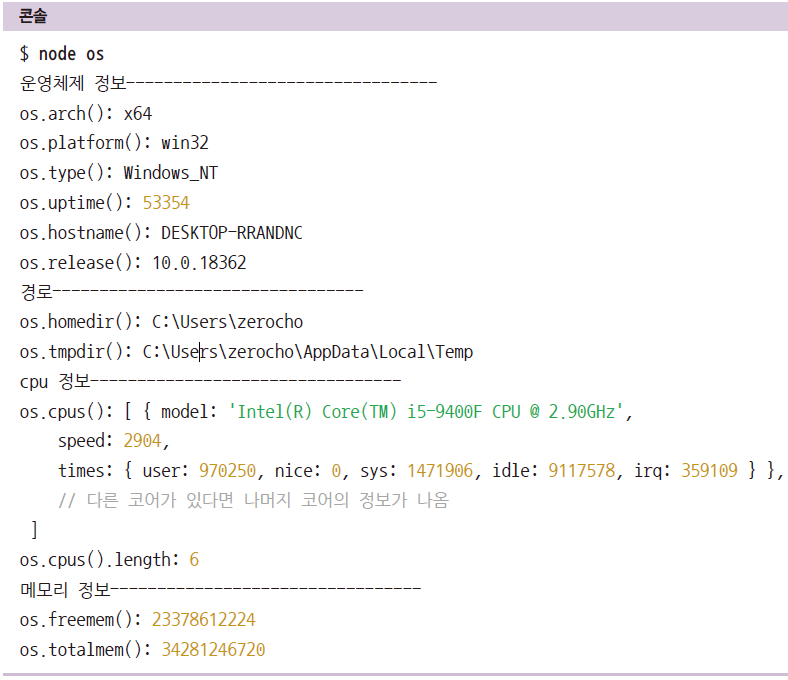 콘솔
$ node os
운영체제 정보---------------------------------
os.arch(): x64
os.platform(): win32
os.type(): Windows_NT
os.uptime(): 53354
os.hostname(): DESKTOP-RRANDNC
os.release(): 10.0.18362
경로---------------------------------
os.homedir(): C:\Users\zerocho
os.tmpdir(): C:\Users\zerocho\AppData\Local\Temp
cpu 정보---------------------------------
os.cpus(): [ { model: 'Intel(R) Core(TM) i5-9400F CPU @ 2.90GHz',
speed: 2904,
times: { user: 970250, nice: 0, sys: 1471906, idle: 9117578, irq: 359109 } },
// 다른 코어가 있다면 나머지 코어의 정보가 나옴
]
os.cpus().length: 6
메모리 정보---------------------------------
os.freemem(): 23378612224
os.totalmem(): 34281246720